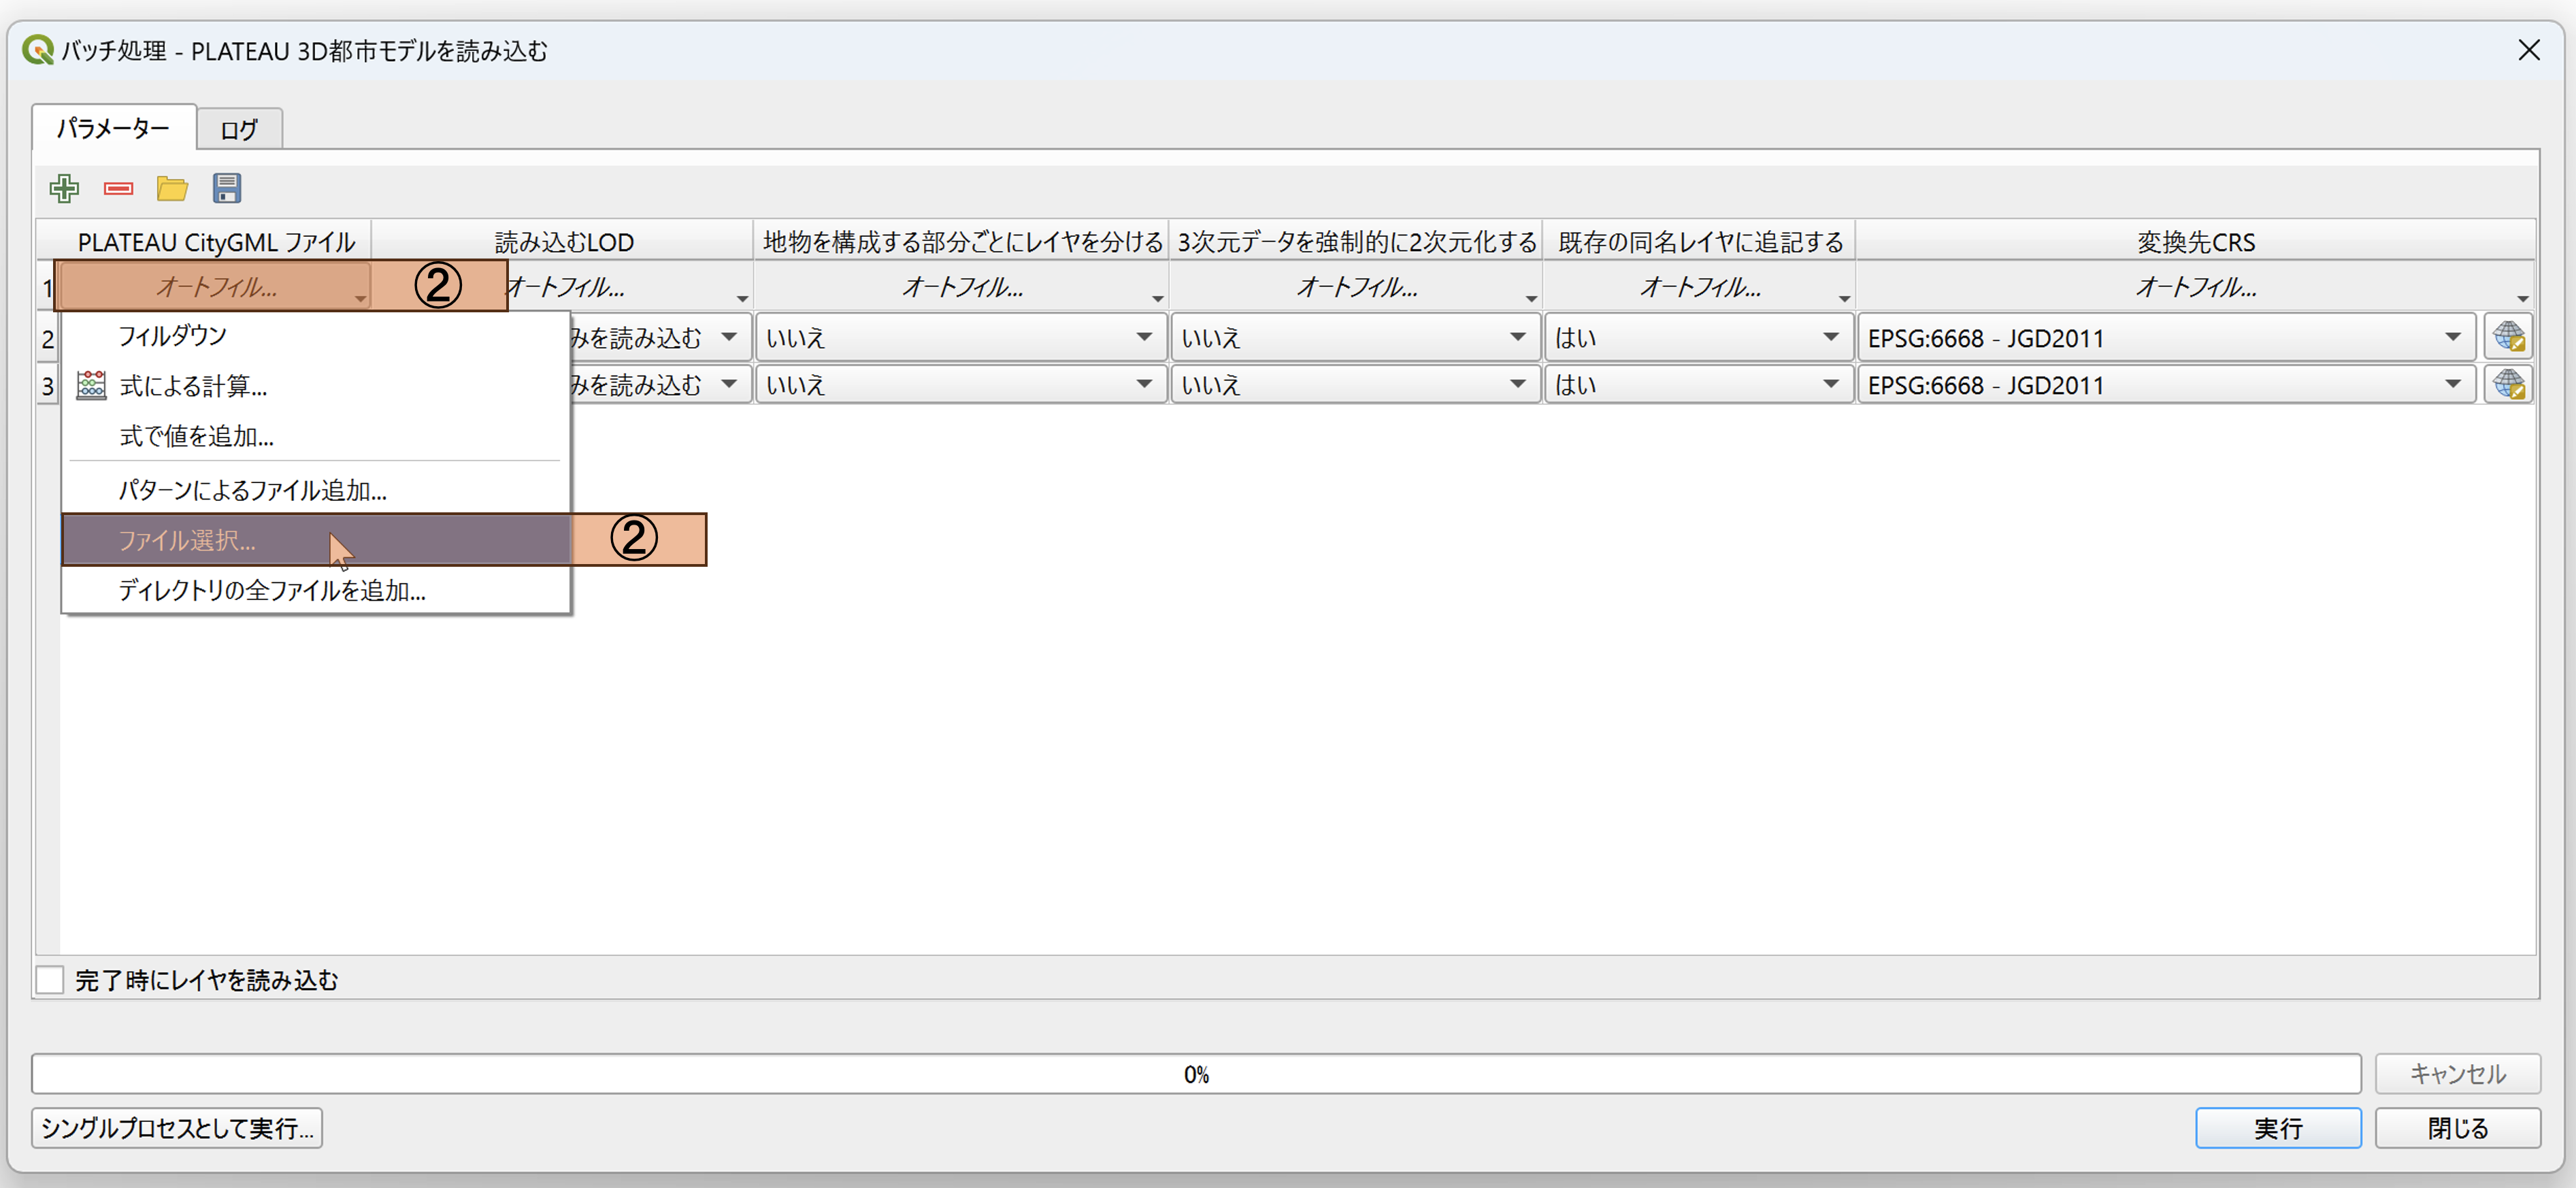 バッチ処理 - PLATEAU 3D都市モデルを読み込む
パラメーター ログ
PLATEAU CityGML ファイル 読み込むLOD 地物を構成する部分ごとにレイヤを分ける 3次元データを強制的に2次元化する 既存の同名レイヤに追記する 変換先CRS
1 オートフィル... ② オートフィル... オートフィル... オートフィル... オートフィル... オートフィル...
2 みを読み込む いいえ いいえ はい EPSG:6668 - JGD2011
3 みを読み込む いいえ いいえ はい EPSG:6668 - JGD2011
フィルダウン
式による計算...
式で値を追加...
パターンによるファイル追加...
ファイル選択... ②
ディレクトリの全ファイルを追加...
完了時にレイヤを読み込む
0% キャンセル
シングルプロセスとして実行... 実行 閉じる